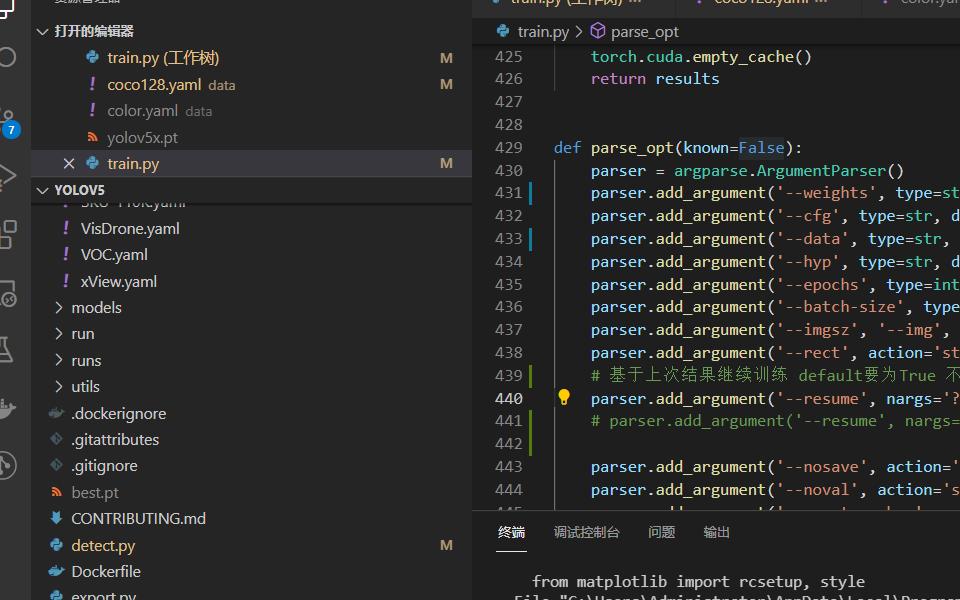 打开的编辑器
train.py (工作树) M
! coco128.yaml data M
! color.yaml data
yolov5x.pt
train.py M
YOLOV5
! VisDrone.yaml
! VOC.yaml
! xView.yaml
models
run
runs
utils
.dockerignore
.gitattributes
.gitignore
best.pt
CONTRIBUTING.md
detect.py M
Dockerfile
export.py
7
train.py > parse_opt
425 torch.cuda.empty_cache()
426 return results
427
428
429 def parse_opt(known=False):
430 parser = argparse.ArgumentParser()
431 parser.add_argument('--weights', type=st
432 parser.add_argument('--cfg', type=str, d
433 parser.add_argument('--data', type=str,
434 parser.add_argument('--hyp', type=str, d
435 parser.add_argument('--epochs', type=int
436 parser.add_argument('--batch-size', type
437 parser.add_argument('--imgsz', '--img',
438 parser.add_argument('--rect', action='st
439 # 基于上次结果继续训练 default要为True 不
440 parser.add_argument('--resume', nargs='?
441 # parser.add_argument('--resume', nargs=
442
443 parser.add_argument('--nosave', action='
444 parser.add_argument('--noval', action='s
终端 调试控制台 问题 输出
from matplotlib import rcsetup, style